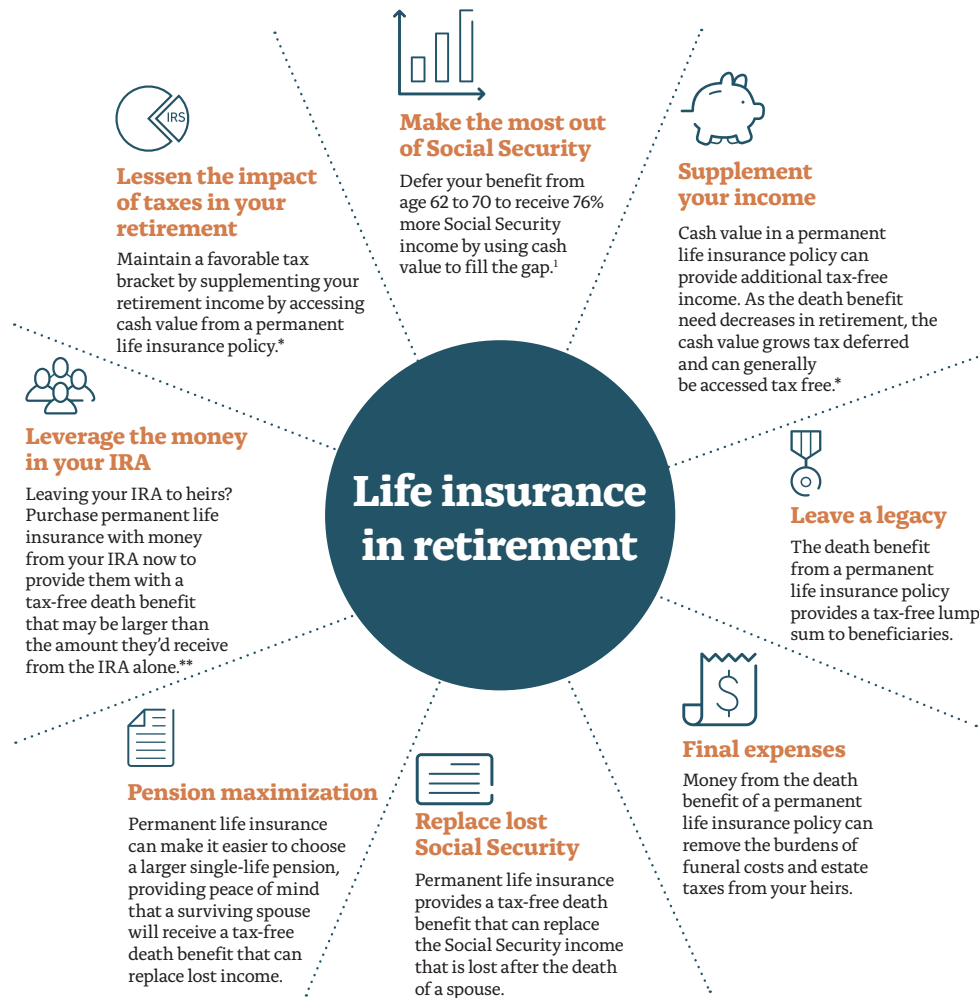 Life insurance
in retirement
Make the most out
of Social Security
Defer your benefit from
age 62 to 70 to receive 76%
more Social Security
income by using cash
value to fill the gap.¹
Supplement
your income
Cash value in a permanent
life insurance policy can
provide additional tax-free
income. As the death benefit
need decreases in retirement, the
cash value grows tax deferred
and can generally
be accessed tax free.*
Leave a legacy
The death benefit
from a permanent
life insurance policy
provides a tax-free lump
sum to beneficiaries.
$
Final expenses
Money from the death
benefit of a permanent
life insurance policy can
remove the burdens of
funeral costs and estate
taxes from your heirs.
Replace lost
Social Security
Permanent life insurance
provides a tax-free death
benefit that can replace
the Social Security income
that is lost after the death
of a spouse.
Pension maximization
Permanent life insurance
can make it easier to choose
a larger single-life pension,
providing peace of mind
that a surviving spouse
will receive a tax-free
death benefit that can
replace lost income.
Leverage the money
in your IRA
Leaving your IRA to heirs?
Purchase permanent life
insurance with money
from your IRA now to
provide them with a
tax-free death benefit
that may be larger than
the amount they'd receive
from the IRA alone.**
IRS
Lessen the impact
of taxes in your
retirement
Maintain a favorable tax
bracket by supplementing your
retirement income by accessing
cash value from a permanent
life insurance policy.*